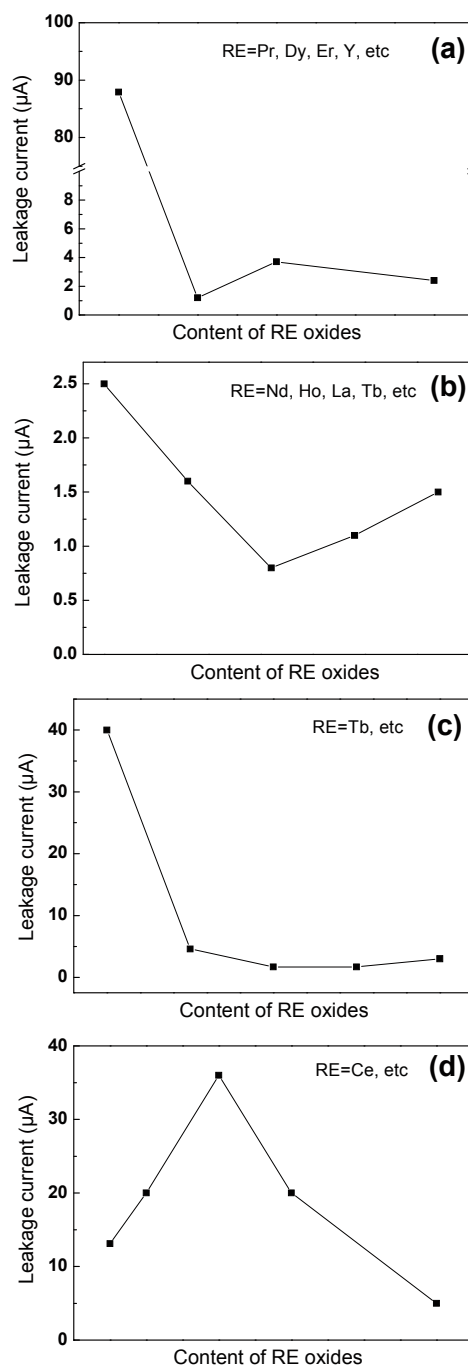 RE=Pr, Dy, Er, Y, etc (a)
Leakage current (µA)
100
90
80
8
6
4
2
0
Content of RE oxides
RE=Nd, Ho, La, Tb, etc (b)
Leakage current (µA)
2.5
2.0
1.5
1.0
0.5
0.0
Content of RE oxides
RE=Tb, etc (c)
Leakage current (µA)
40
30
20
10
0
Content of RE oxides
RE=Ce, etc (d)
Leakage current (µA)
40
30
20
10
0
Content of RE oxides